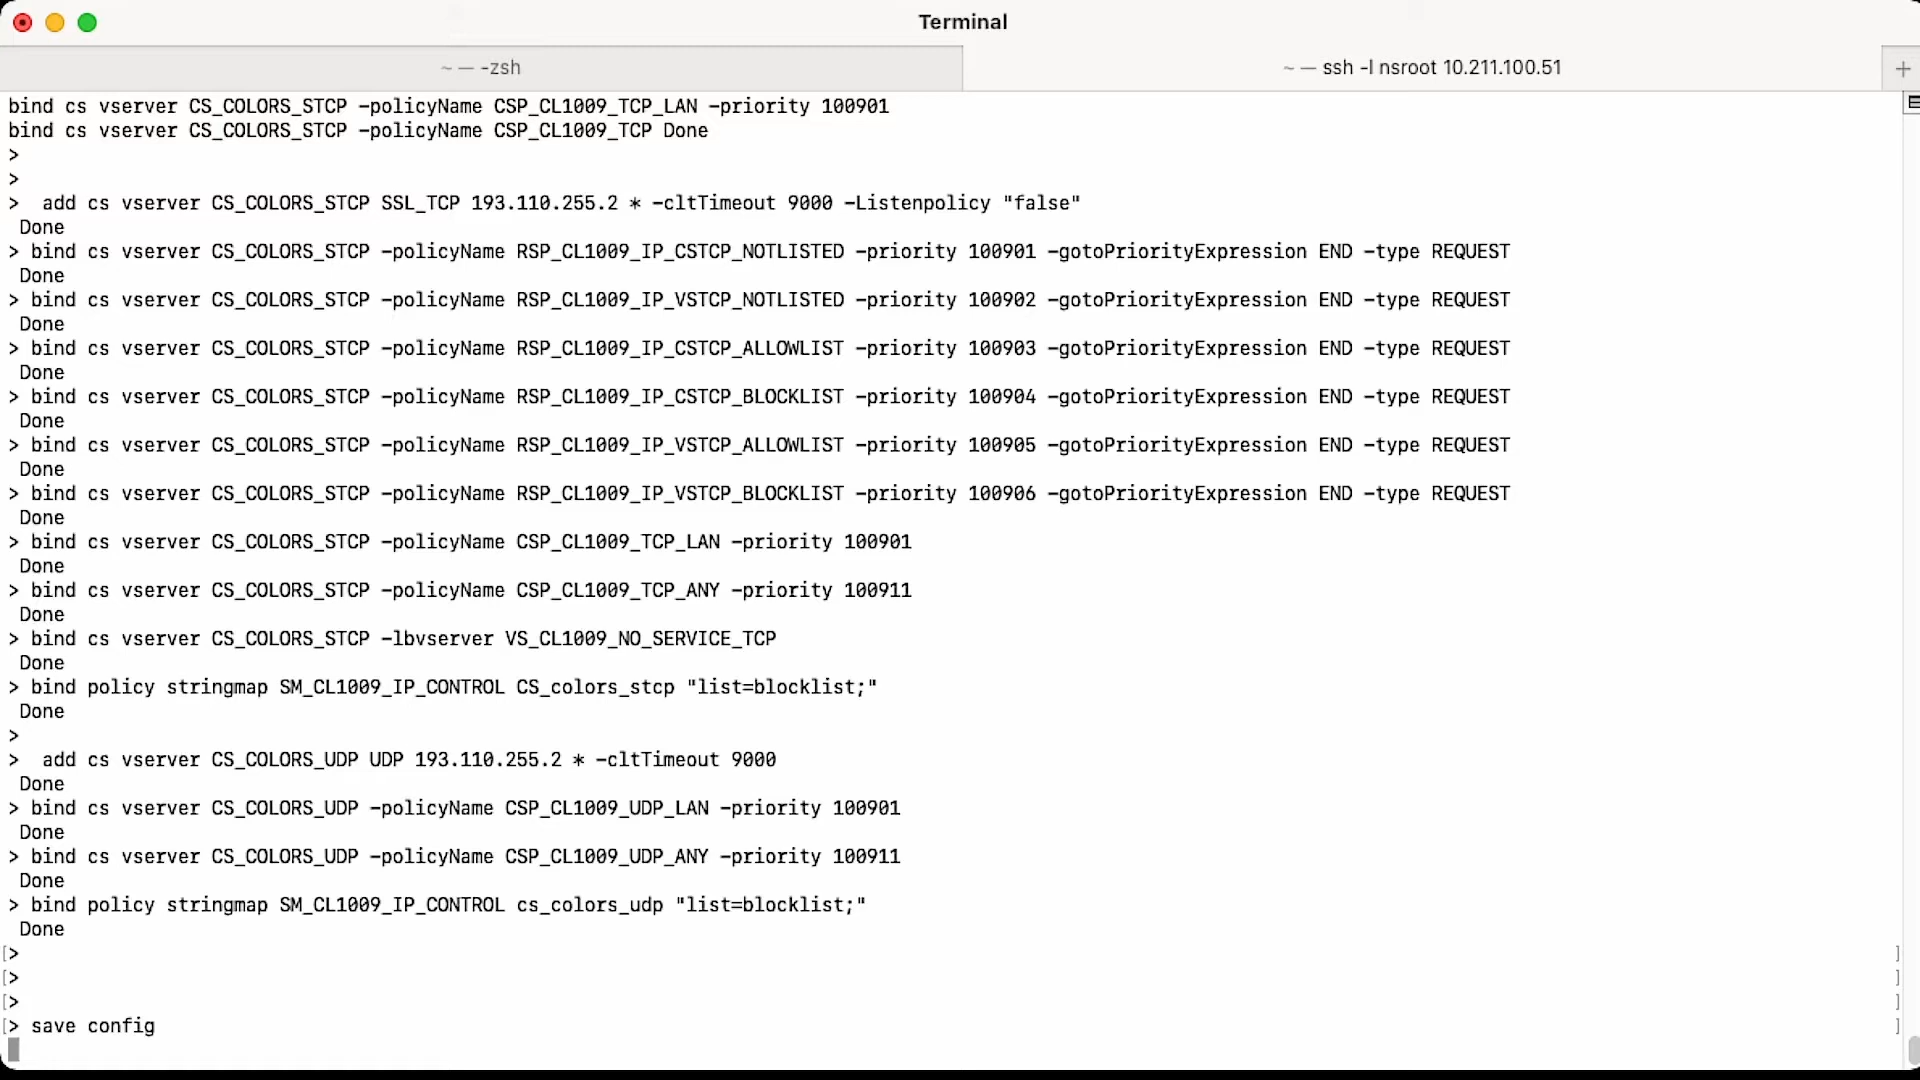 Terminal
~ — -zsh
~ — ssh -l nsroot 10.211.100.51
+
bind cs vserver CS_COLORS_STCP -policyName CSP_CL1009_TCP_LAN -priority 100901
bind cs vserver CS_COLORS_STCP -policyName CSP_CL1009_TCP Done
>
>
>  add cs vserver CS_COLORS_STCP SSL_TCP 193.110.255.2 * -cltTimeout 9000 -Listenpolicy "false"
Done
> bind cs vserver CS_COLORS_STCP -policyName RSP_CL1009_IP_CSTCP_NOTLISTED -priority 100901 -gotoPriorityExpression END -type REQUEST
Done
> bind cs vserver CS_COLORS_STCP -policyName RSP_CL1009_IP_VSTCP_NOTLISTED -priority 100902 -gotoPriorityExpression END -type REQUEST
Done
> bind cs vserver CS_COLORS_STCP -policyName RSP_CL1009_IP_CSTCP_ALLOWLIST -priority 100903 -gotoPriorityExpression END -type REQUEST
Done
> bind cs vserver CS_COLORS_STCP -policyName RSP_CL1009_IP_CSTCP_BLOCKLIST -priority 100904 -gotoPriorityExpression END -type REQUEST
Done
> bind cs vserver CS_COLORS_STCP -policyName RSP_CL1009_IP_VSTCP_ALLOWLIST -priority 100905 -gotoPriorityExpression END -type REQUEST
Done
> bind cs vserver CS_COLORS_STCP -policyName RSP_CL1009_IP_VSTCP_BLOCKLIST -priority 100906 -gotoPriorityExpression END -type REQUEST
Done
> bind cs vserver CS_COLORS_STCP -policyName CSP_CL1009_TCP_LAN -priority 100901
Done
> bind cs vserver CS_COLORS_STCP -policyName CSP_CL1009_TCP_ANY -priority 100911
Done
> bind cs vserver CS_COLORS_STCP -lbvserver VS_CL1009_NO_SERVICE_TCP
Done
> bind policy stringmap SM_CL1009_IP_CONTROL CS_colors_stcp "list=blocklist;"
Done
>
>  add cs vserver CS_COLORS_UDP UDP 193.110.255.2 * -cltTimeout 9000
Done
> bind cs vserver CS_COLORS_UDP -policyName CSP_CL1009_UDP_LAN -priority 100901
Done
> bind cs vserver CS_COLORS_UDP -policyName CSP_CL1009_UDP_ANY -priority 100911
Done
> bind policy stringmap SM_CL1009_IP_CONTROL cs_colors_udp "list=blocklist;"
Done
[> ]
[> ]
[> ]
[> save config ]